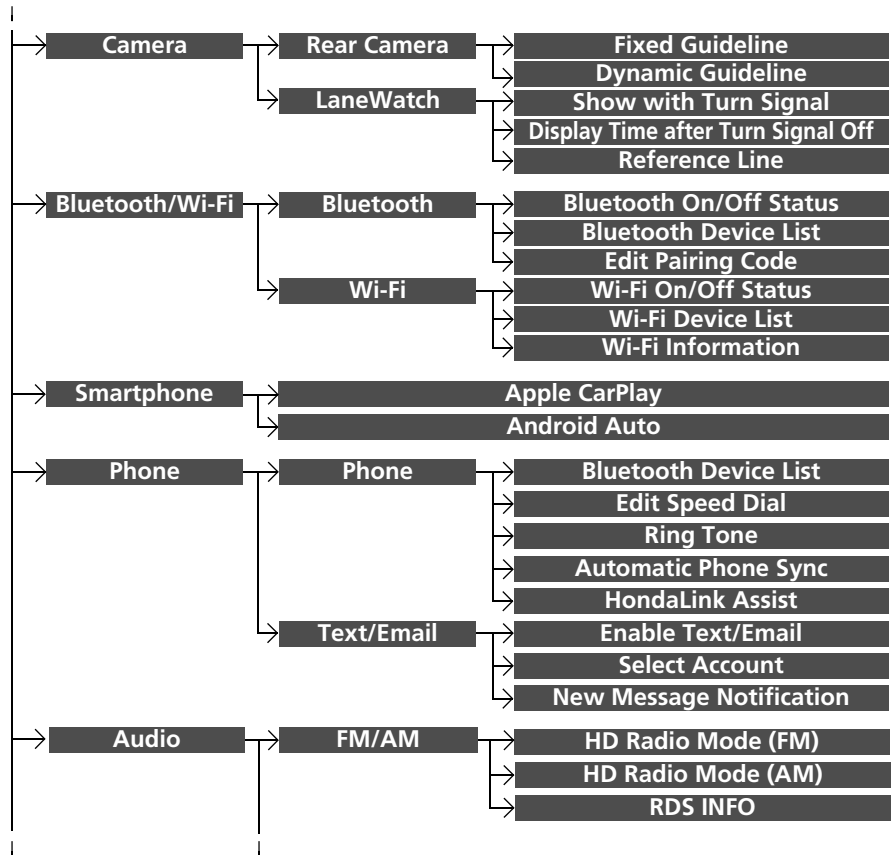 Camera
Rear Camera
Fixed Guideline
Dynamic Guideline
LaneWatch
Show with Turn Signal
Display Time after Turn Signal Off
Reference Line
Bluetooth/Wi-Fi
Bluetooth
Bluetooth On/Off Status
Bluetooth Device List
Edit Pairing Code
Wi-Fi
Wi-Fi On/Off Status
Wi-Fi Device List
Wi-Fi Information
Smartphone
Apple CarPlay
Android Auto
Phone
Phone
Bluetooth Device List
Edit Speed Dial
Ring Tone
Automatic Phone Sync
HondaLink Assist
Text/Email
Enable Text/Email
Select Account
New Message Notification
Audio
FM/AM
HD Radio Mode (FM)
HD Radio Mode (AM)
RDS INFO